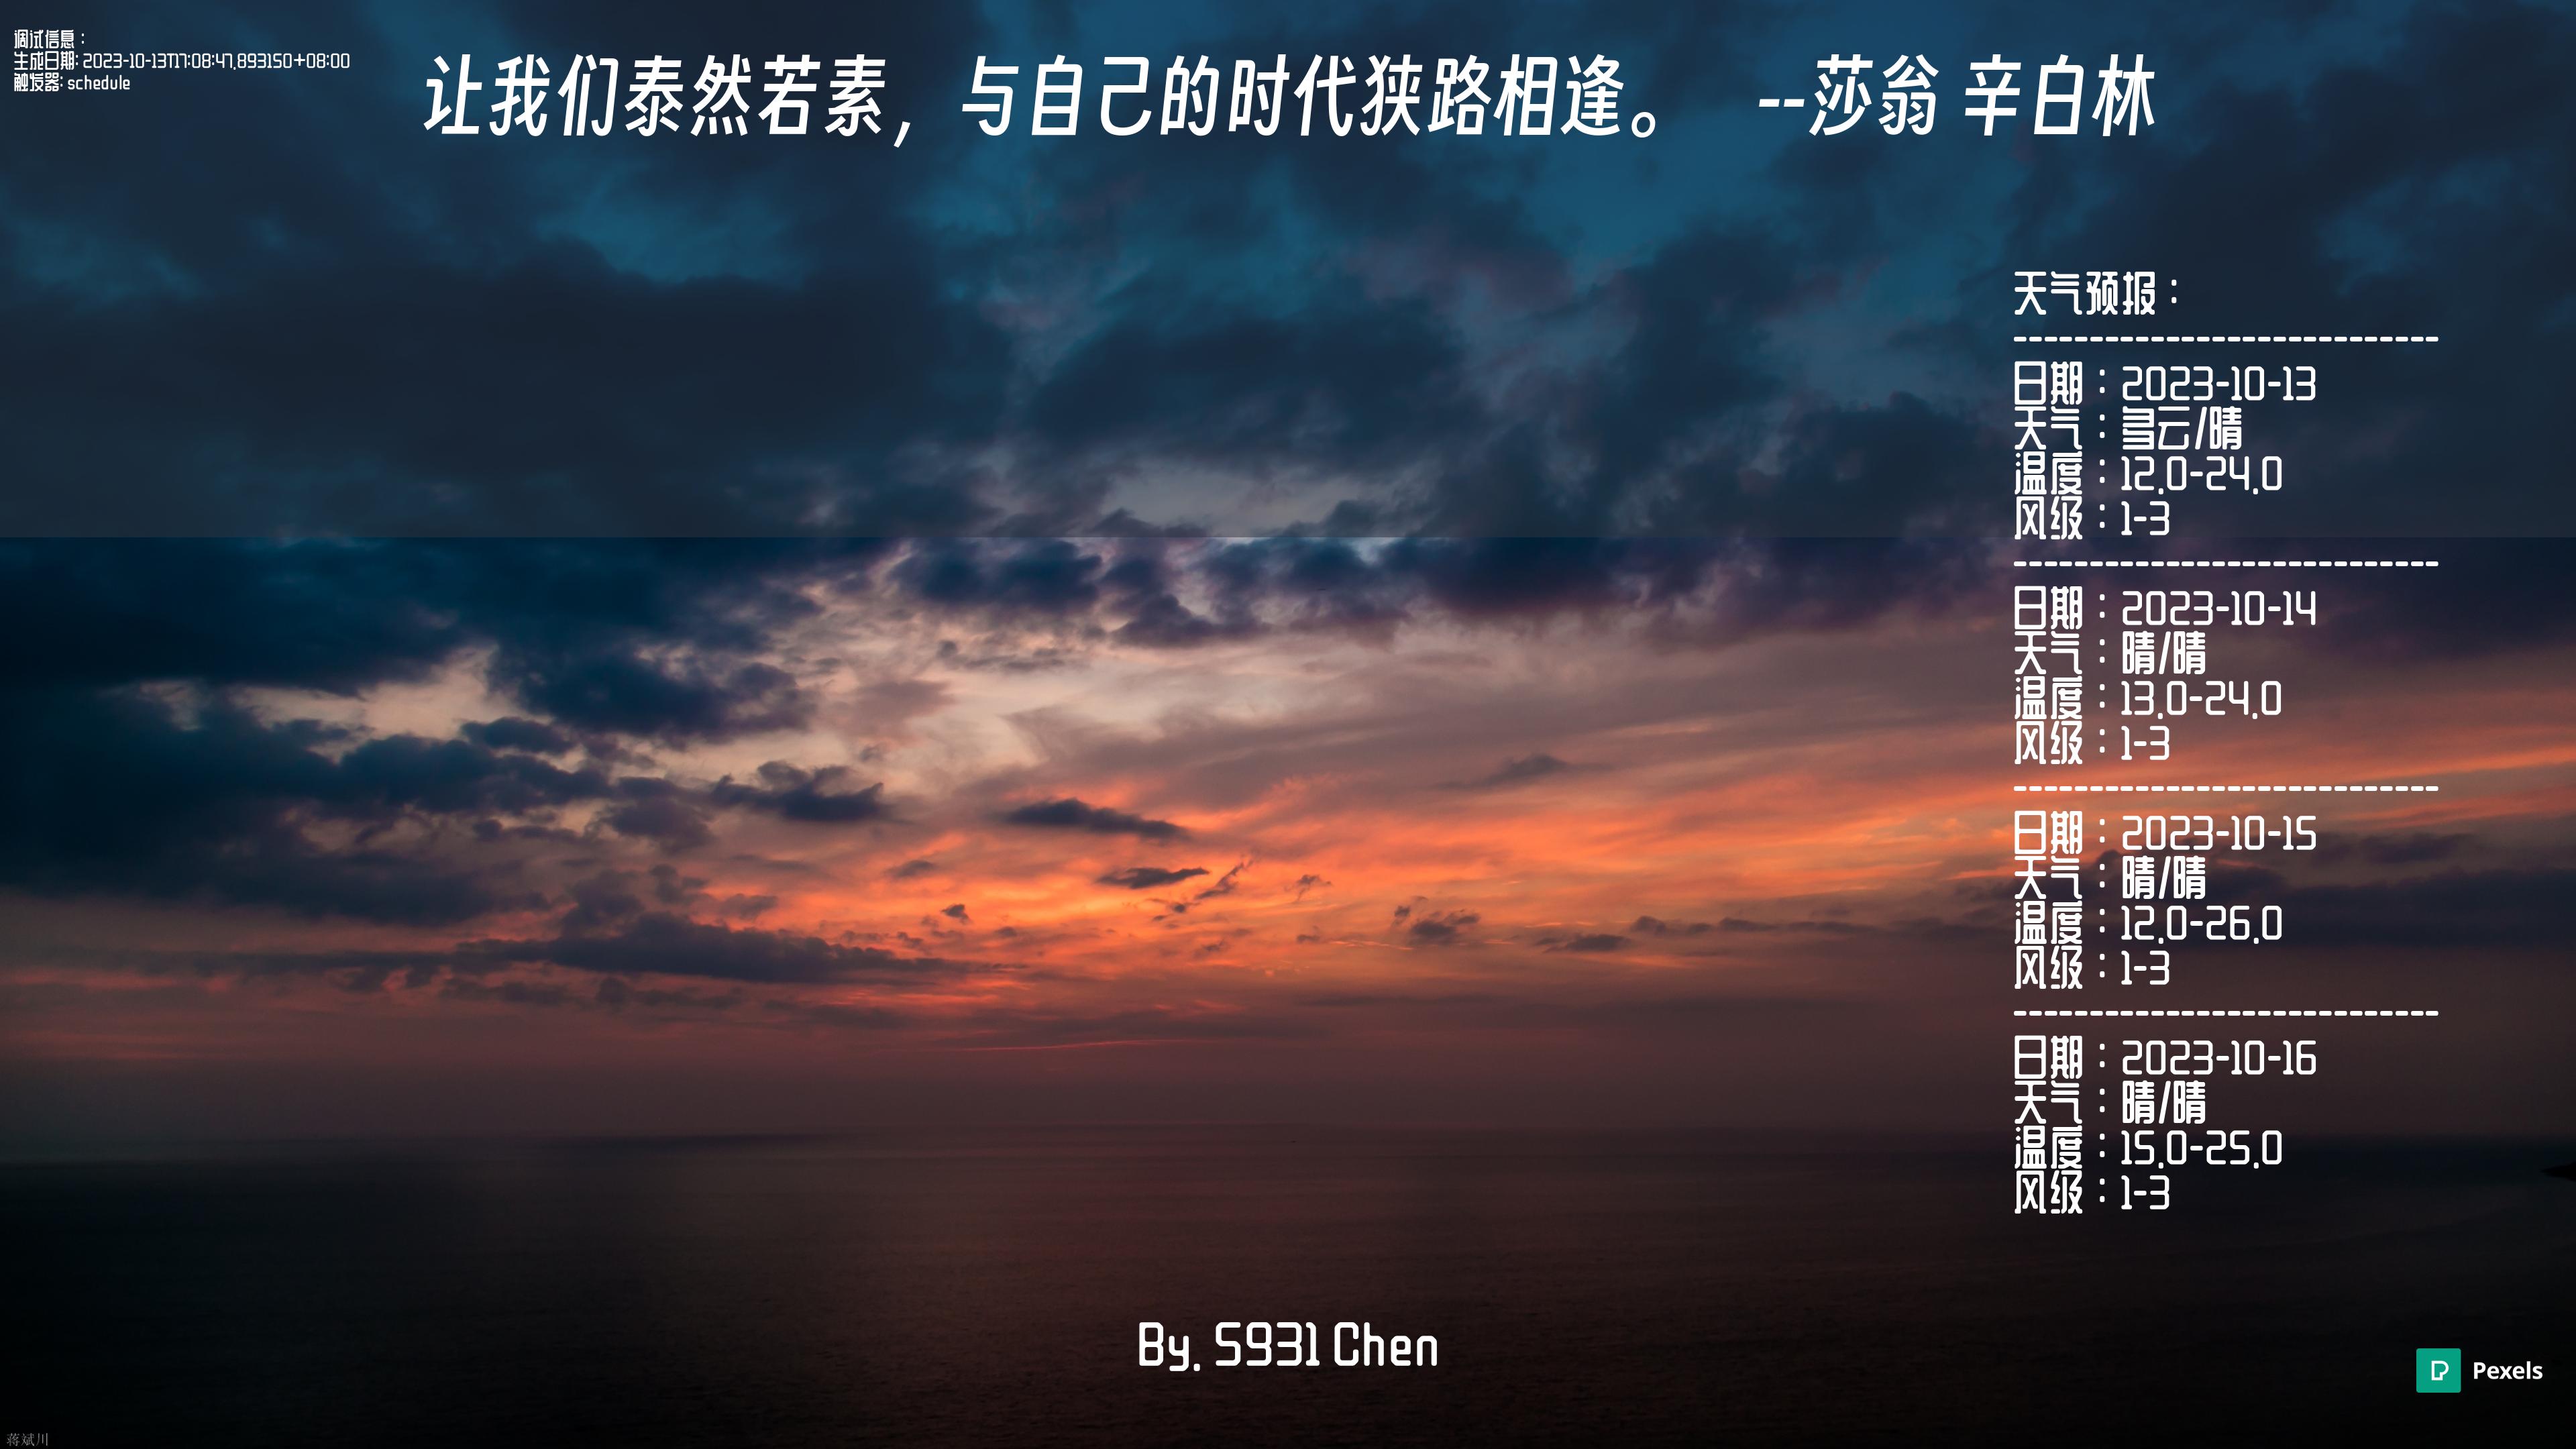 调试信息：
生成日期: 2023-10-13T17:08:47.893150+08:00
触发器: schedule
让我们泰然若素，与自己的时代狭路相逢。 --莎翁 辛白林
天气预报：
----------------------------
日期：2023-10-13
天气：多云/晴
温度：12.0-24.0
风级：1-3
----------------------------
日期：2023-10-14
天气：晴/晴
温度：13.0-24.0
风级：1-3
----------------------------
日期：2023-10-15
天气：晴/晴
温度：12.0-26.0
风级：1-3
----------------------------
日期：2023-10-16
天气：晴/晴
温度：15.0-25.0
风级：1-3
By. S931 Chen
Pexels
蒋斌川